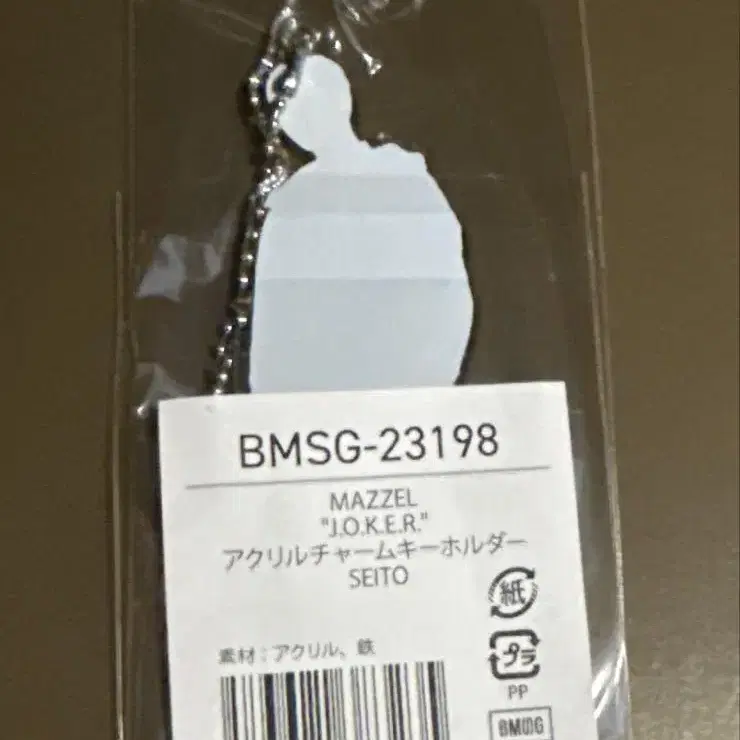 BMSG-23198
MAZZEL
"J.O.K.E.R."
アクリルチャームキーホルダー
SEITO
紙
素材：アクリル、鉄
プラ
PP
BMSG